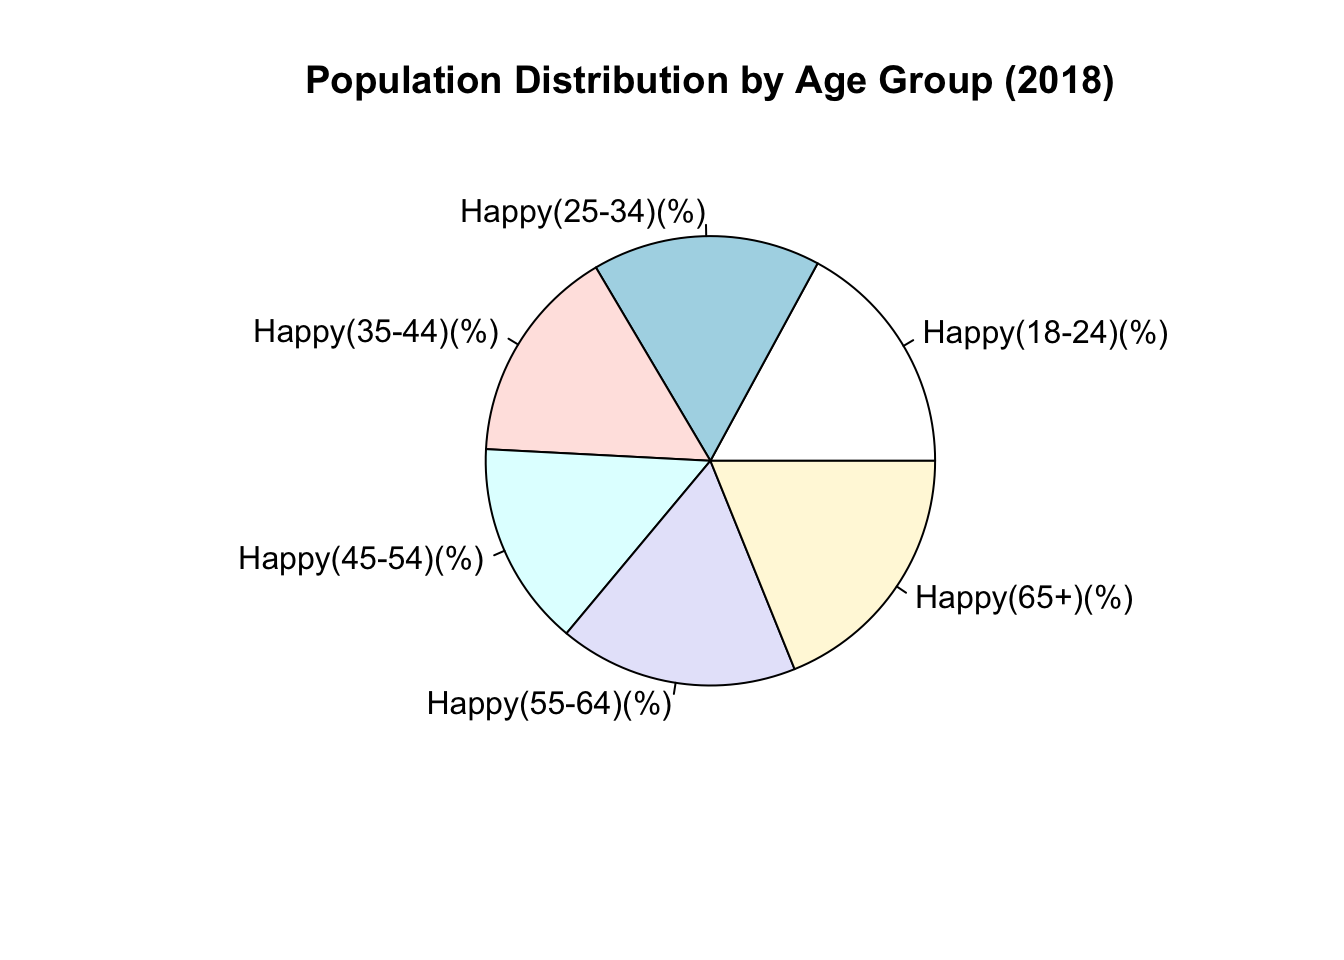 Population Distribution by Age Group (2018)
Happy(25-34)(%)
Happy(35-44)(%)
Happy(18-24)(%)
Happy(45-54)(%)
Happy(65+)(%)
Happy(55-64)(%)